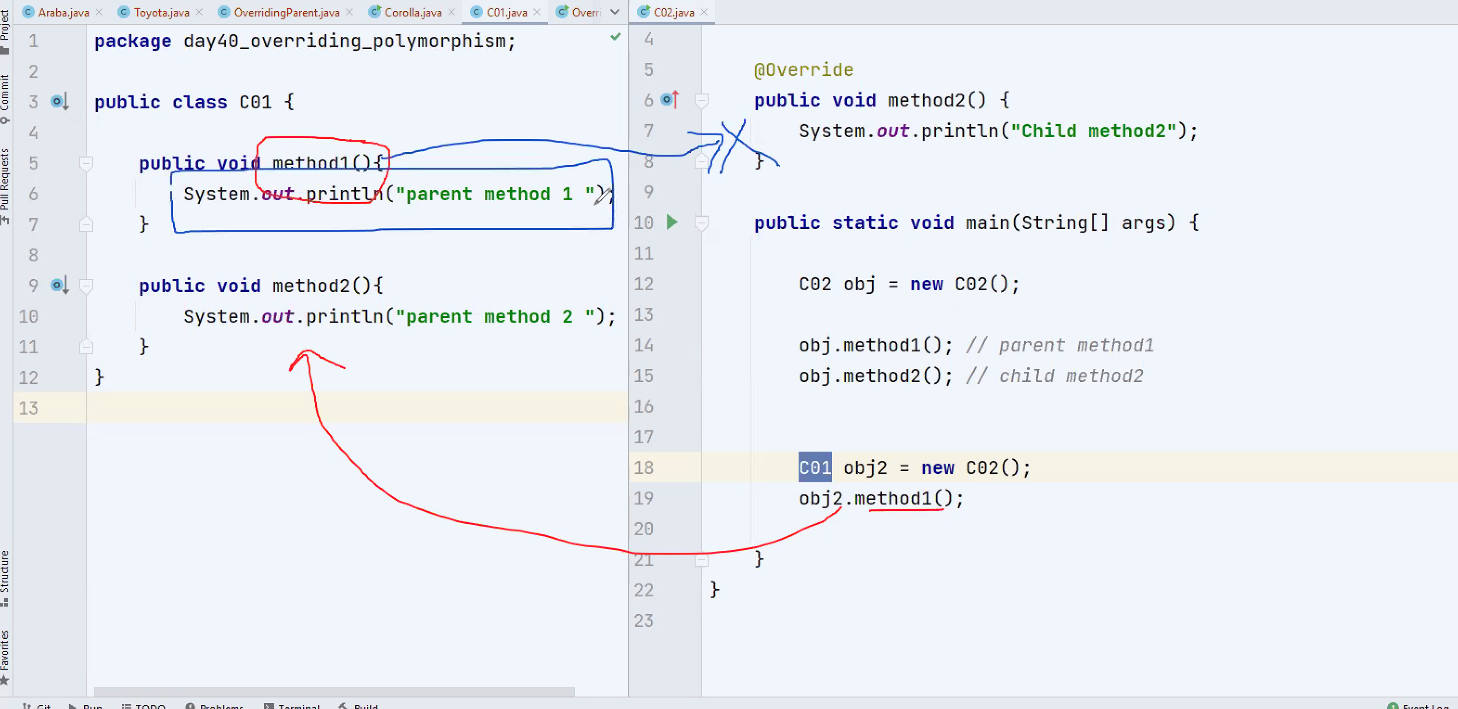 Araba.java
Toyota.java
OverridingParent.java
Corolla.java
C01.java
Overri
C02.java
Project
Commit
Pull Requests
Structure
Favorites
1 package day40_overriding_polymorphism;
2
3 public class C01 {
4
5 public void method1(){
6 System.out.println("parent method 1 ");
7 }
8
9 public void method2(){
10 System.out.println("parent method 2 ");
11 }
12 }
13
4
5 @Override
6 public void method2() {
7 System.out.println("Child method2");
8 }
9
10 public static void main(String[] args) {
11
12 C02 obj = new C02();
13
14 obj.method1(); // parent method1
15 obj.method2(); // child method2
16
17
18 C01 obj2 = new C02();
19 obj2.method1();
20
21 }
22 }
23
Git Run TODO Problems Terminal Build Event Log